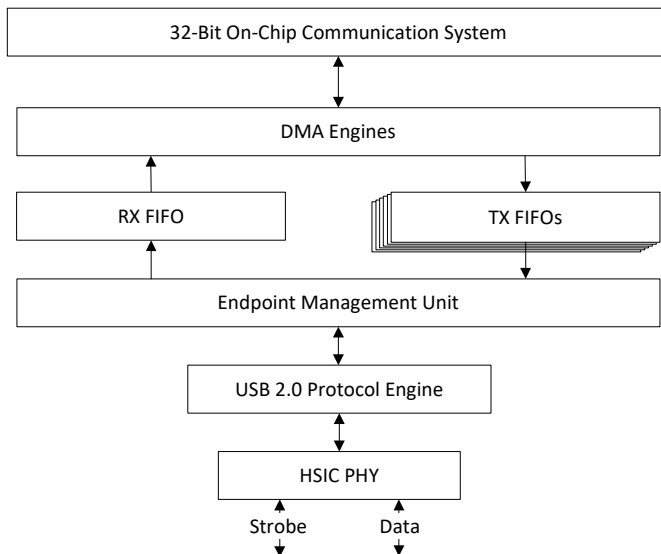 32-Bit On-Chip Communication System
DMA Engines
RX FIFO
TX FIFOs
Endpoint Management Unit
USB 2.0 Protocol Engine
HSIC PHY
Strobe
Data